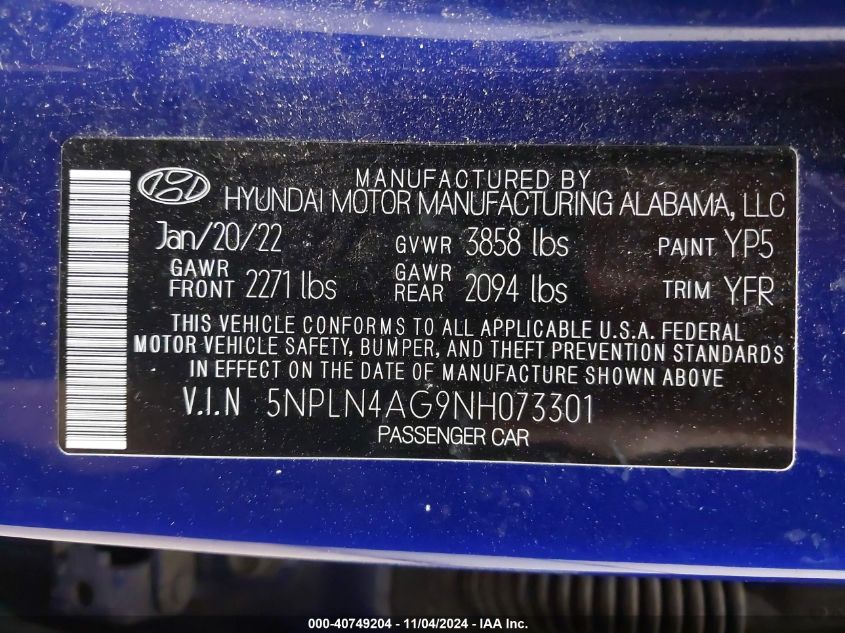 MANUFACTURED BY
HYUNDAI MOTOR MANUFACTURING ALABAMA, LLC
Jan/20/22 GVWR 3858 lbs PAINT YP5
GAWR FRONT 2271 lbs GAWR REAR 2094 lbs TRIM YFR
THIS VEHICLE CONFORMS TO ALL APPLICABLE U.S.A. FEDERAL
MOTOR VEHICLE SAFETY, BUMPER, AND THEFT PREVENTION STANDARDS
IN EFFECT ON THE DATE OF MANUFACTURE SHOWN ABOVE.
V.I.N 5NPLN4AG9NH073301
PASSENGER CAR
000-40749204 - 11/04/2024 - IAA Inc.